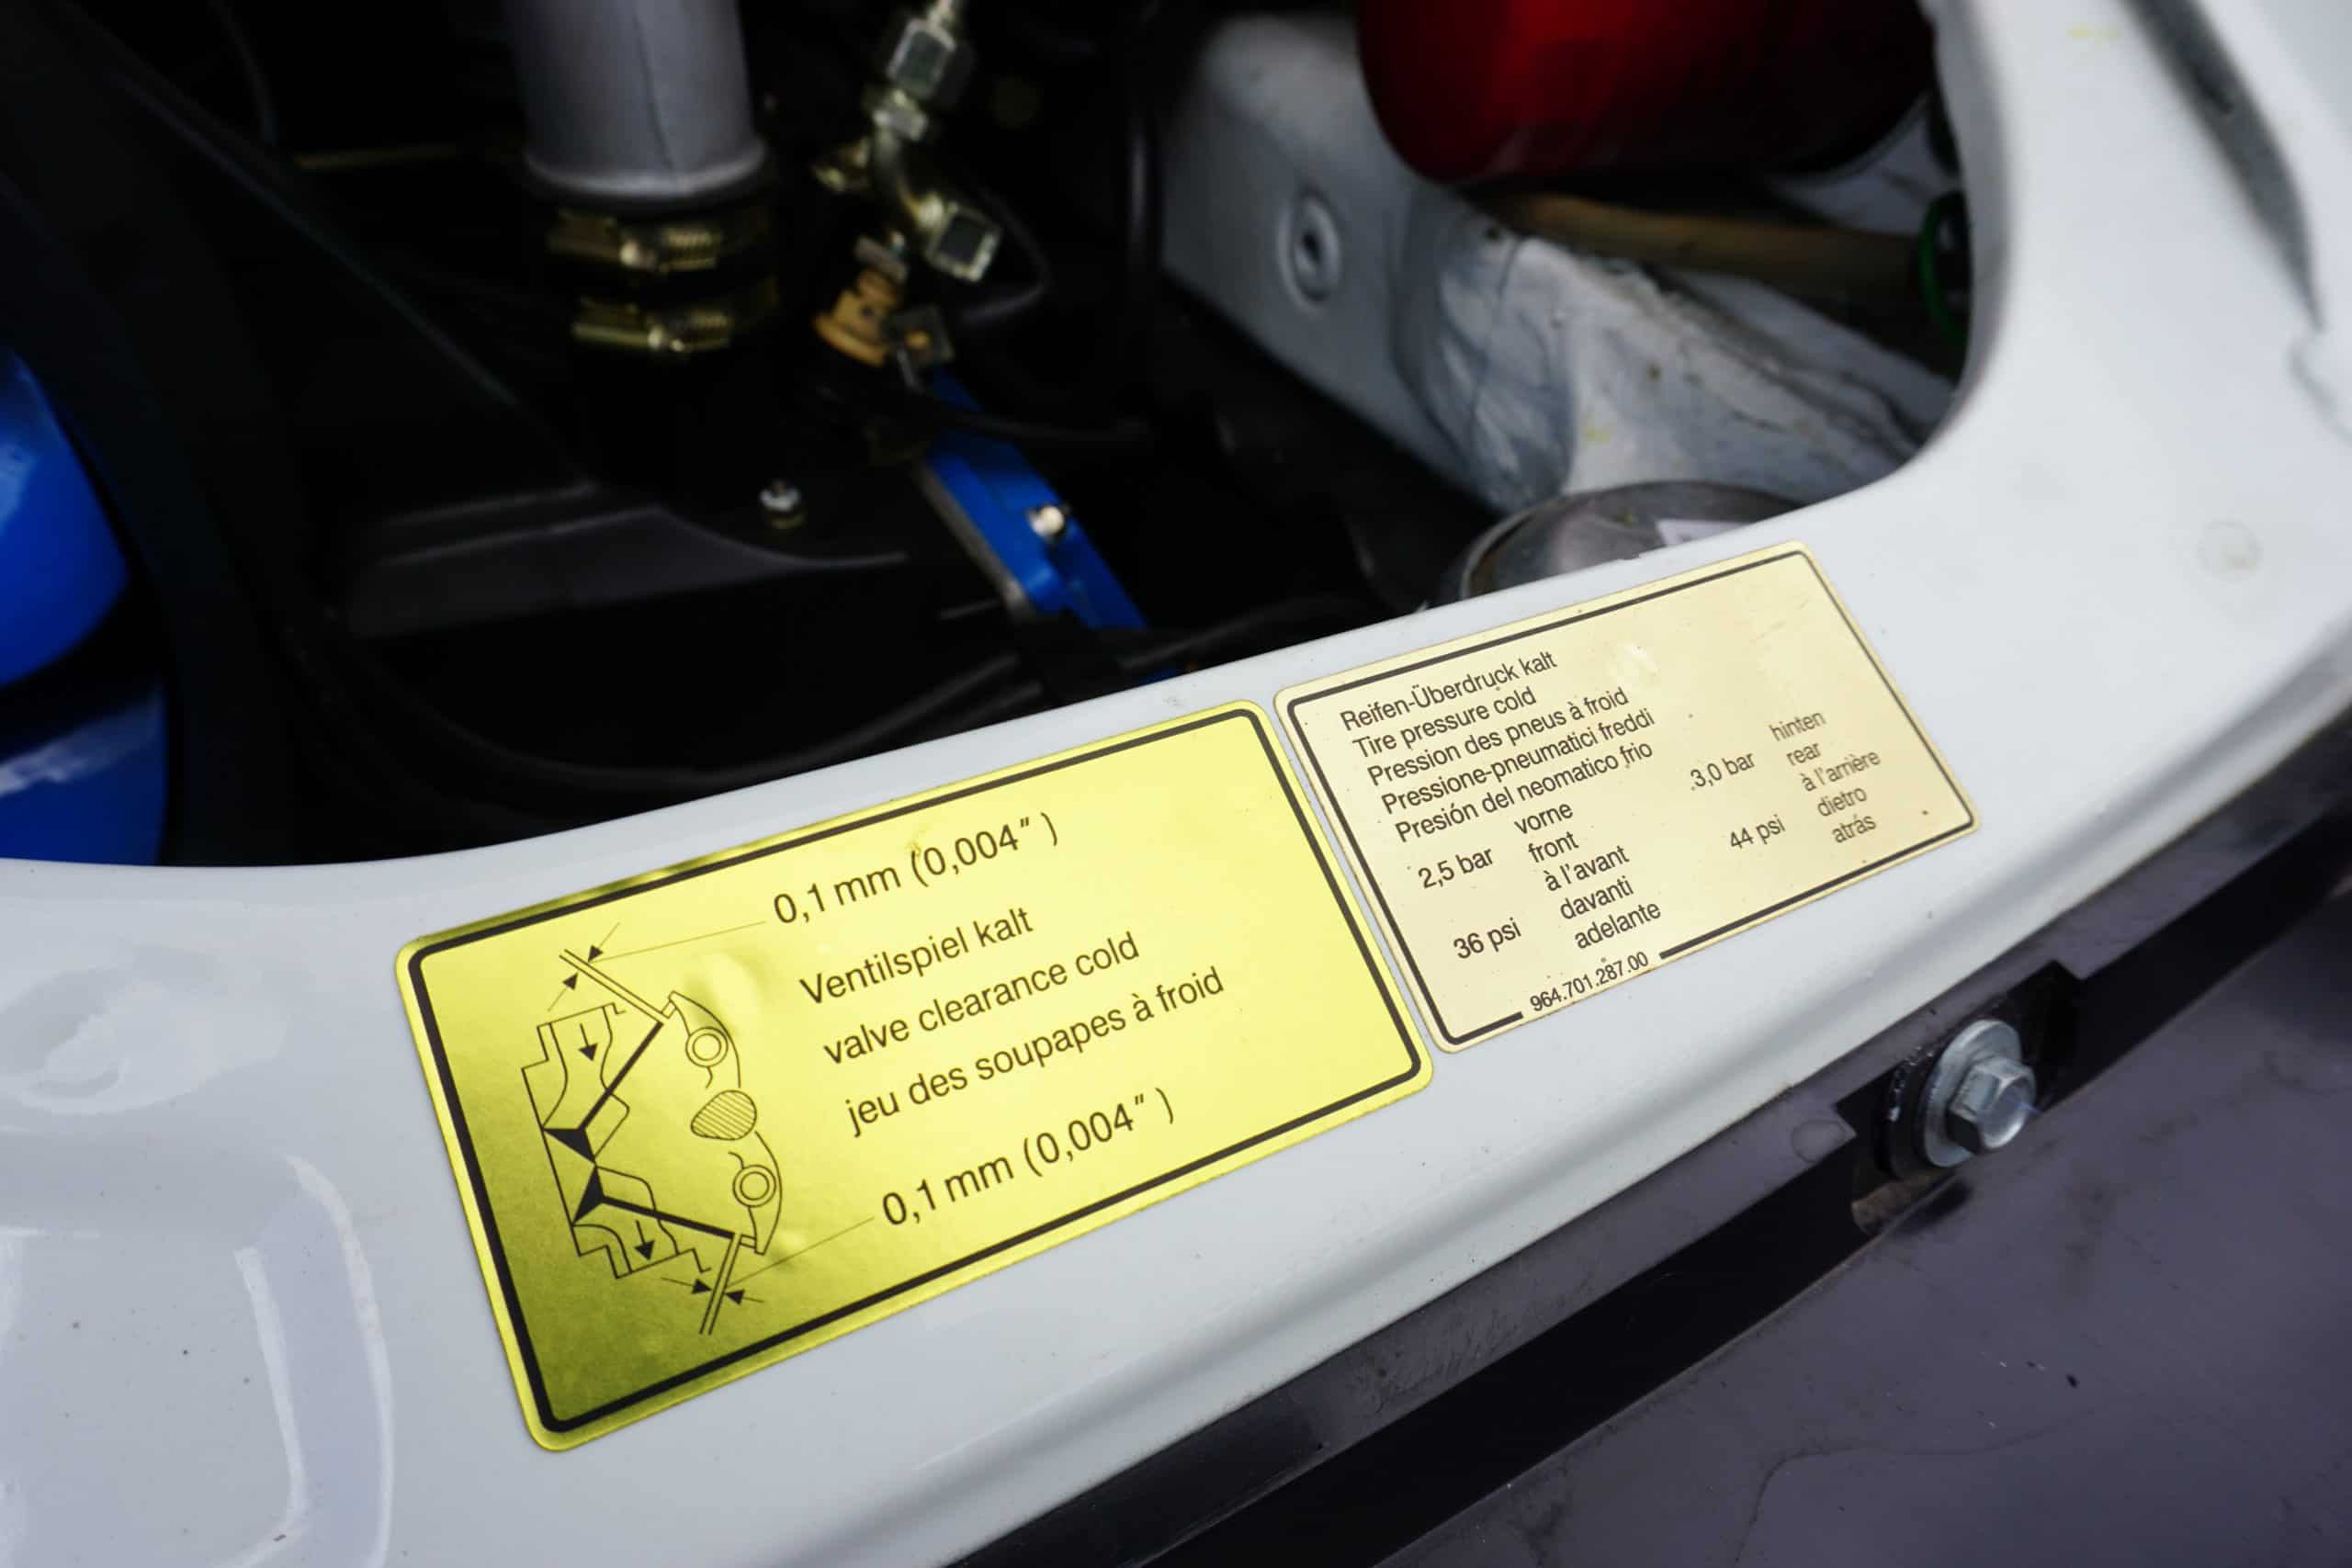 0,1 mm (0,004″)
Ventilspiel kalt
valve clearance cold
jeu des soupapes à froid
0,1 mm (0,004″)
Reifen-Überdruck kalt
Tire pressure cold
Pression des pneus à froid
Pressione-pneumatici freddi
Presión del neomatico frio
2,5 bar
36 psi
vorne
front
à l'avant
davanti
adelante
3,0 bar
44 psi
hinten
rear
à l'arrière
dietro
atrás
964.701.287.00